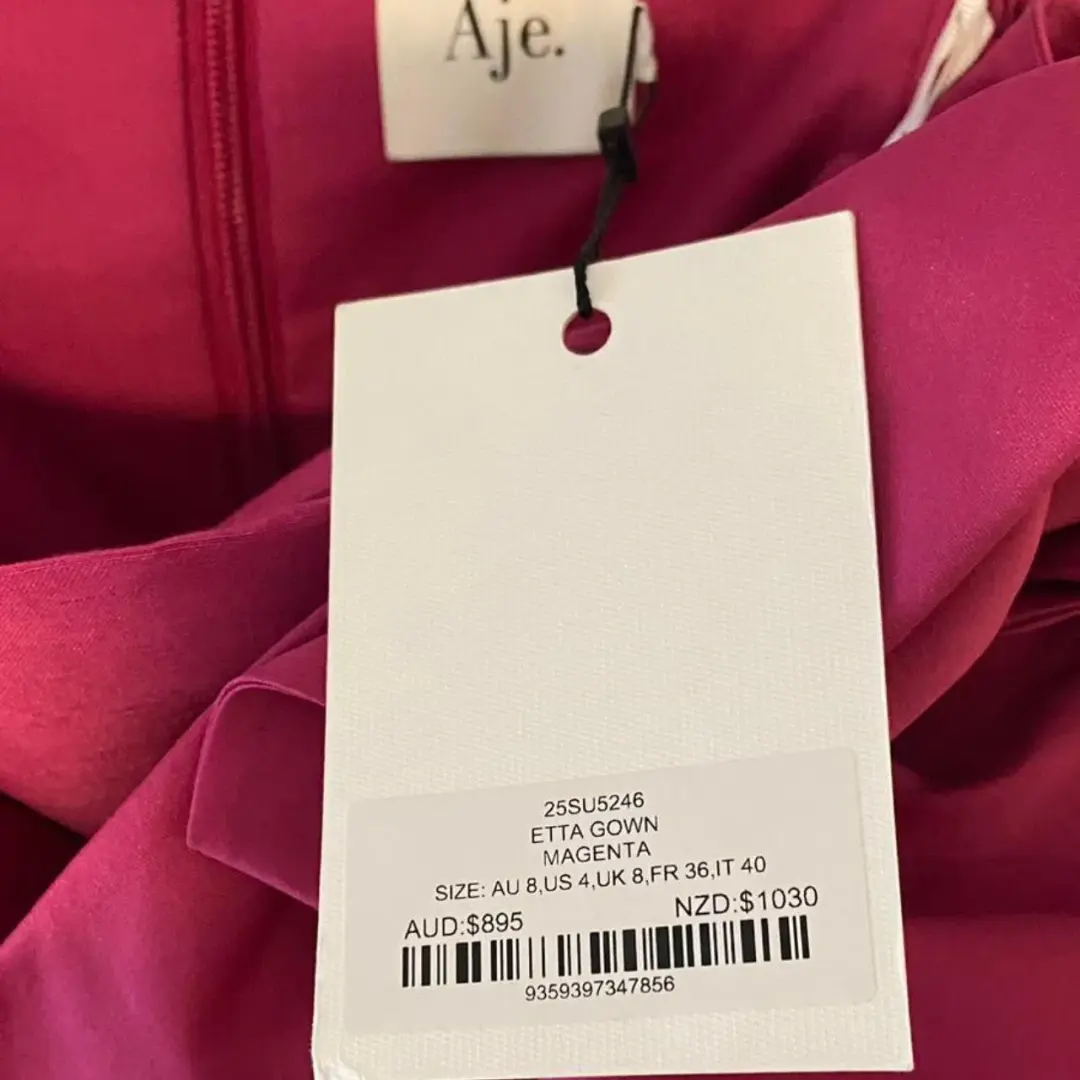 Aje.
25SU5246
ETTA GOWN
MAGENTA
SIZE: AU 8,US 4,UK 8,FR 36,IT 40
AUD:$895 NZD:$1030
9359397347856